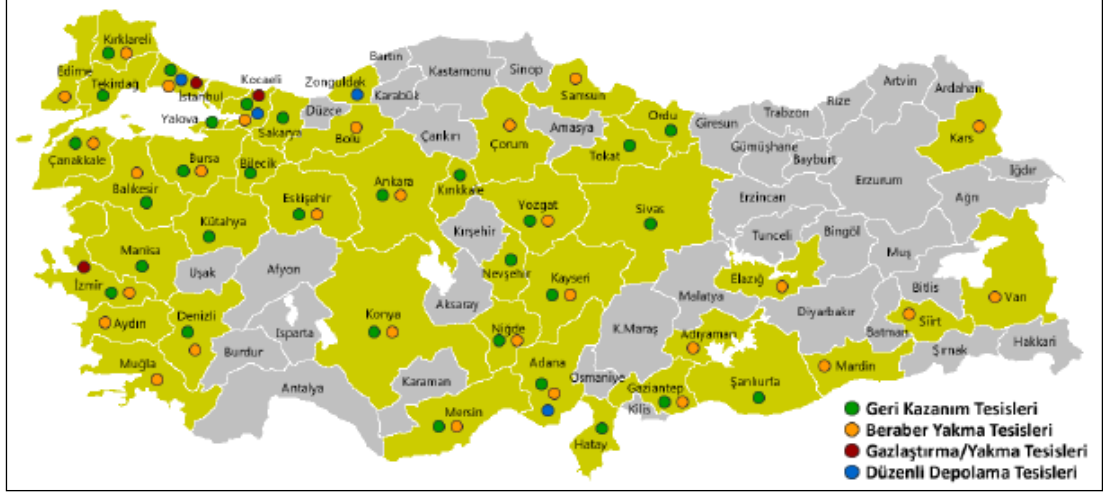 Kırklareli
Edirne
Tekirdağ
İstanbul
Kocaeli
Yalova
Sakarya
Zonguldak
Düzce
Bolu
Bartın
Karabük
Kastamonu
Sinop
Çankırı
Samsun
Amasya
Çorum
Ordu
Tokat
Giresun
Trabzon
Gümüşhane
Bayburt
Rize
Artvin
Ardahan
Kars
Iğdır
Ağrı
Erzurum
Erzincan
Çanakkale
Balıkesir
Bursa
Bilecik
Eskişehir
Kütahya
Ankara
Kırıkkale
Kırşehir
Yozgat
Sivas
Tunceli
Bingöl
Muş
Bitlis
Van
Manisa
Uşak
Afyon
İzmir
Aydın
Denizli
Muğla
Burdur
Isparta
Antalya
Konya
Aksaray
Nevşehir
Niğde
Kayseri
Karaman
Mersin
Adana
Osmaniye
K.Maraş
Malatya
Elazığ
Adıyaman
Diyarbakır
Batman
Siirt
Şırnak
Hakkari
Mardin
Şanlıurfa
Gaziantep
Kilis
Hatay
Geri Kazanım Tesisleri
Beraber Yakma Tesisleri
Gazlaştırma/Yakma Tesisleri
Düzenli Depolama Tesisleri